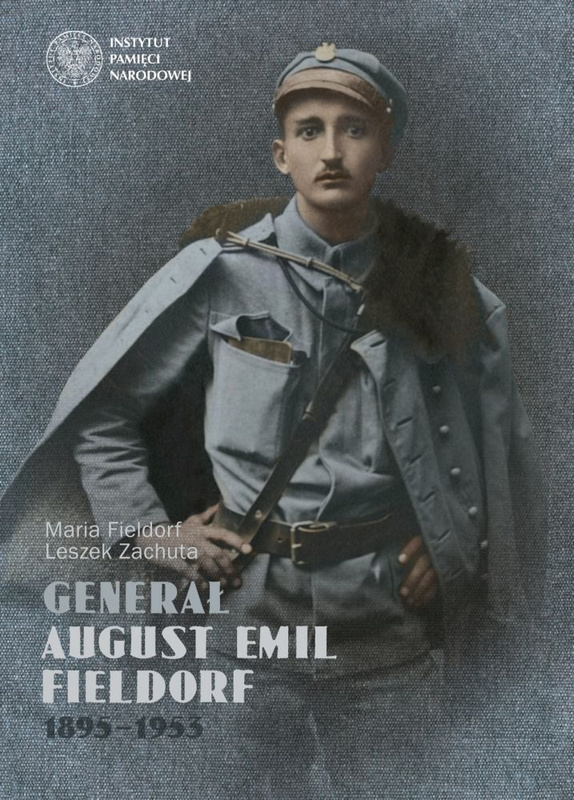 INSTYTUT
PAMIĘCI
NARODOWEJ
Maria Fieldorf
Leszek Zachuta
GENERAŁ
AUGUST EMIL
FIELDORF
1895–1953